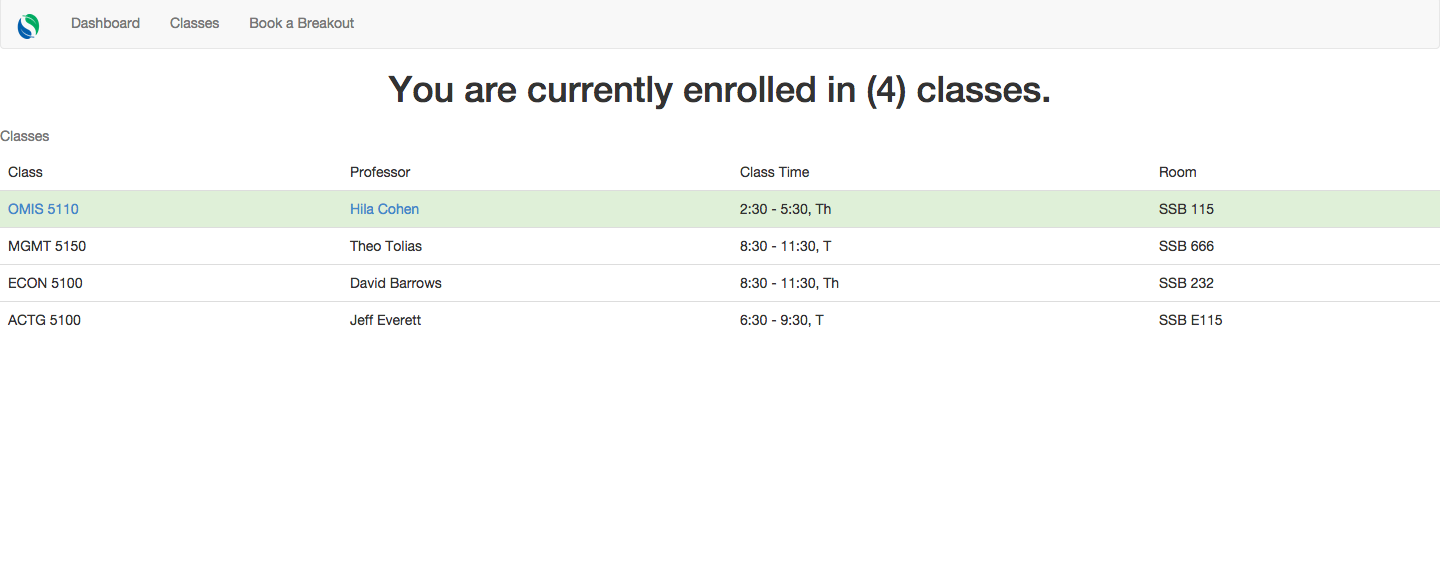 Dashboard Classes Book a Breakout
You are currently enrolled in (4) classes.
Classes
Class Professor Class Time Room
OMIS 5110 Hila Cohen 2:30 - 5:30, Th SSB 115
MGMT 5150 Theo Tolias 8:30 - 11:30, T SSB 666
ECON 5100 David Barrows 8:30 - 11:30, Th SSB 232
ACTG 5100 Jeff Everett 6:30 - 9:30, T SSB E115